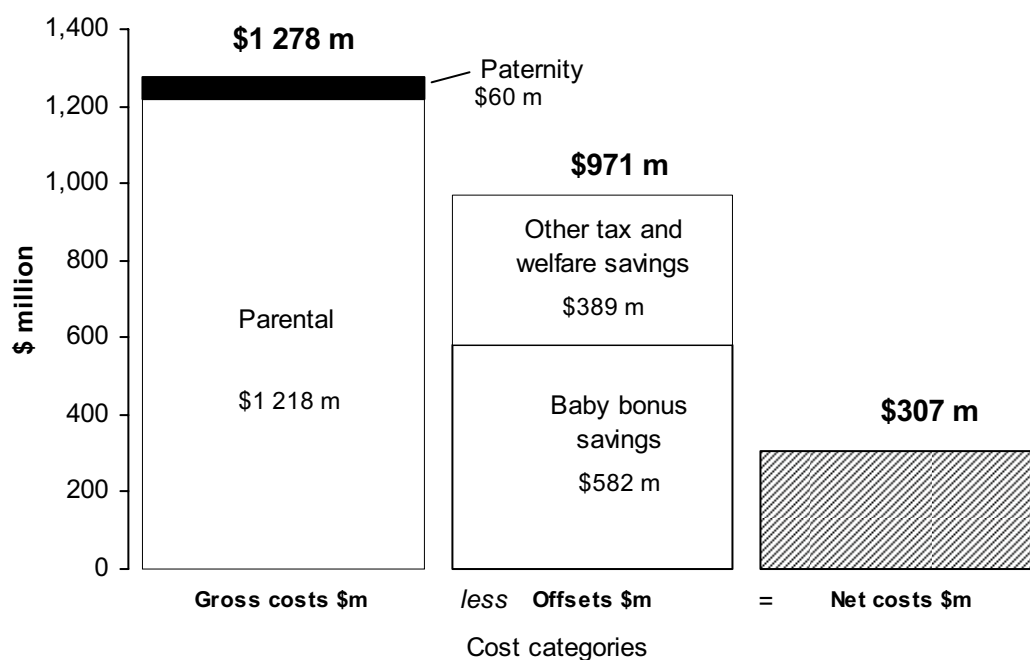 $ million
1,400
1,200
1,000
800
600
400
200
0
$1 278 m
Paternity
$60 m
Parental
$1 218 m
$971 m
Other tax and
welfare savings
$389 m
Baby bonus
savings
$582 m
$307 m
Gross costs $m less Offsets $m = Net costs $m
Cost categories